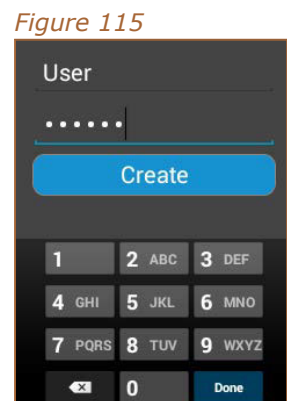 Figure 115
User
••••••
Create
1 2 ABC 3 DEF
4 GHI 5 JKL 6 MNO
7 PQRS 8 TUV 9 WXYZ
0 Done